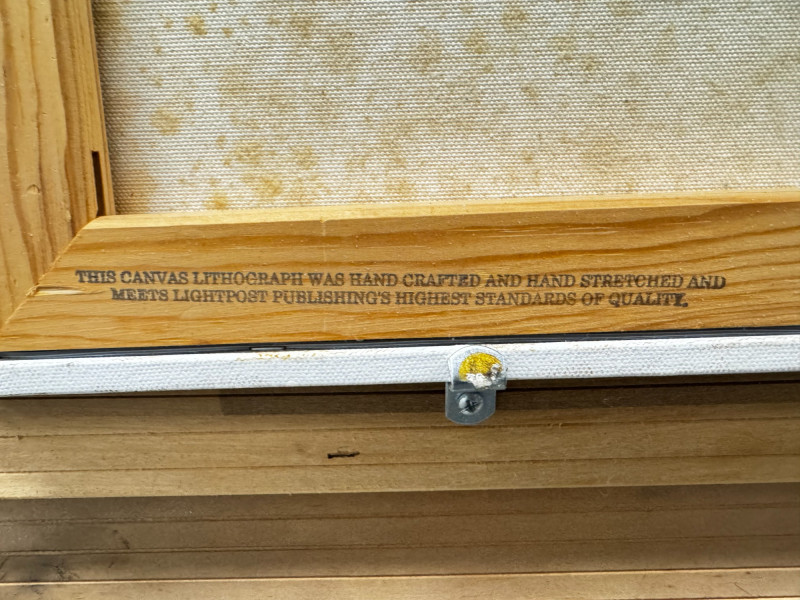 THIS CANVAS LITHOGRAPH WAS HAND CRAFTED AND HAND STRETCHED AND
MEETS LIGHTPOST PUBLISHING'S HIGHEST STANDARDS OF QUALITY.